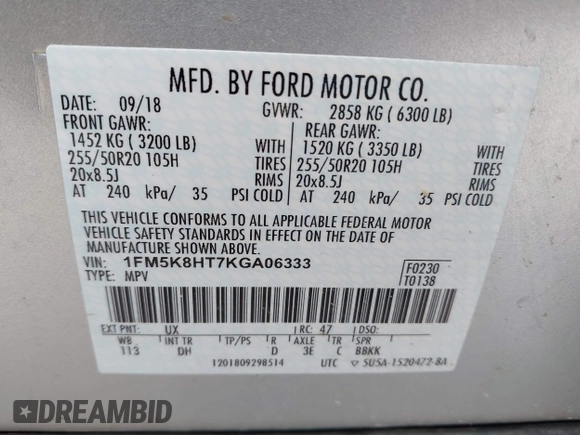 MFD. BY FORD MOTOR CO.
DATE: 09/18 GVWR: 2858 KG ( 6300 LB)
FRONT GAWR: REAR GAWR:
1452 KG ( 3200 LB) WITH 1520 KG ( 3350 LB) WITH
255/50R20 105H TIRES 255/50R20 105H TIRES
20x8.5J RIMS 20x8.5J RIMS
AT 240 kPa/ 35 PSI COLD AT 240 kPa/ 35 PSI COLD
THIS VEHICLE CONFORMS TO ALL APPLICABLE FEDERAL MOTOR
VEHICLE SAFETY STANDARDS IN EFFECT ON THE DATE OF
MANUFACTURE SHOWN ABOVE.
VIN: 1FM5K8HT7KGA06333 F0230
TYPE: MPV T0138
EXT PNT: UX RC: 47 DSO:
WB INT TR TP/PS R AXLE TR SPR
113 DH D 3E C BBKK
1201809298514 UTC 5U5A-1520472-BA
DREAMBID